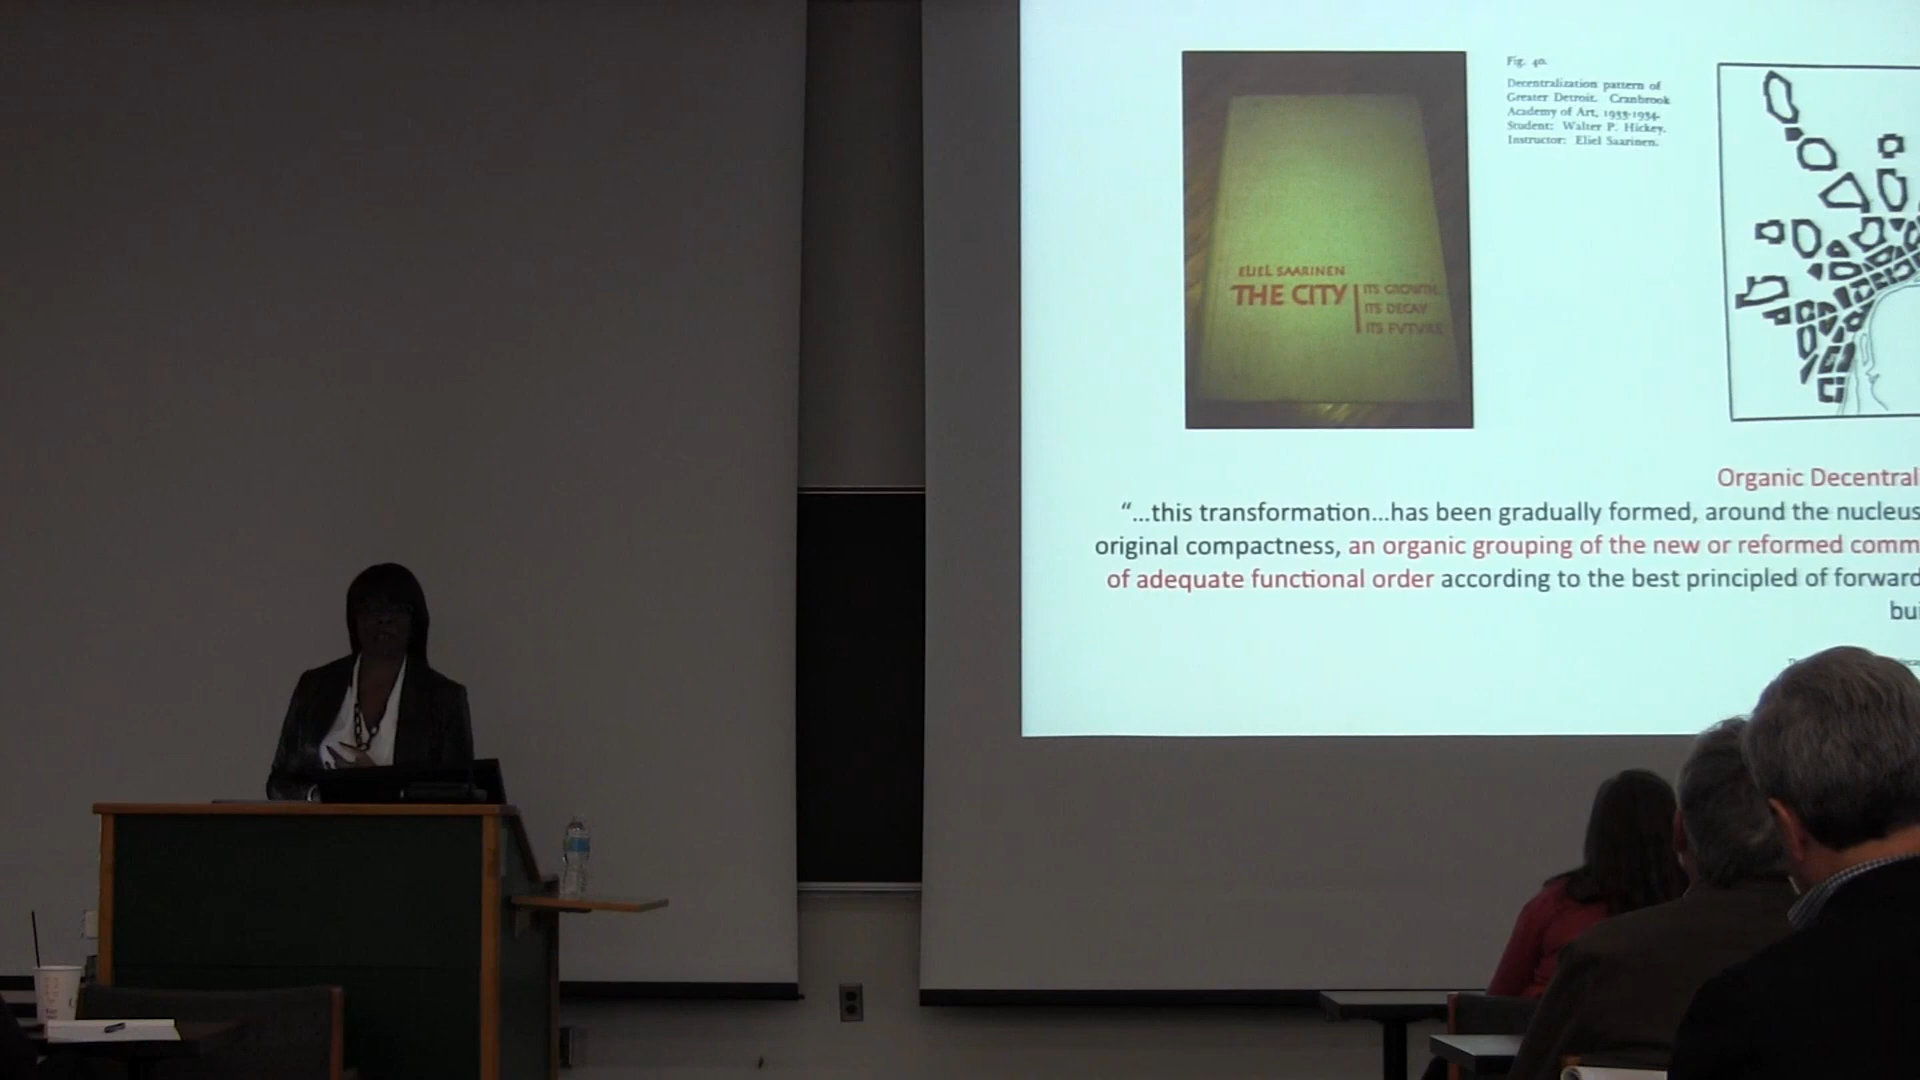 Fig. 40.
Decentralization pattern of
Greater Detroit. Cranbrook
Academy of Art, 1933-1934.
Student: Walter P. Hickey.
Instructor: Eliel Saarinen.
ELIEL SAARINEN
THE CITY
ITS GROWTH
ITS DECAY
ITS FUTURE
Organic Decentrali
“...this transformation...has been gradually formed, around the nucleus
original compactness, an organic grouping of the new or reformed comm
of adequate functional order according to the best principled of forward
bui